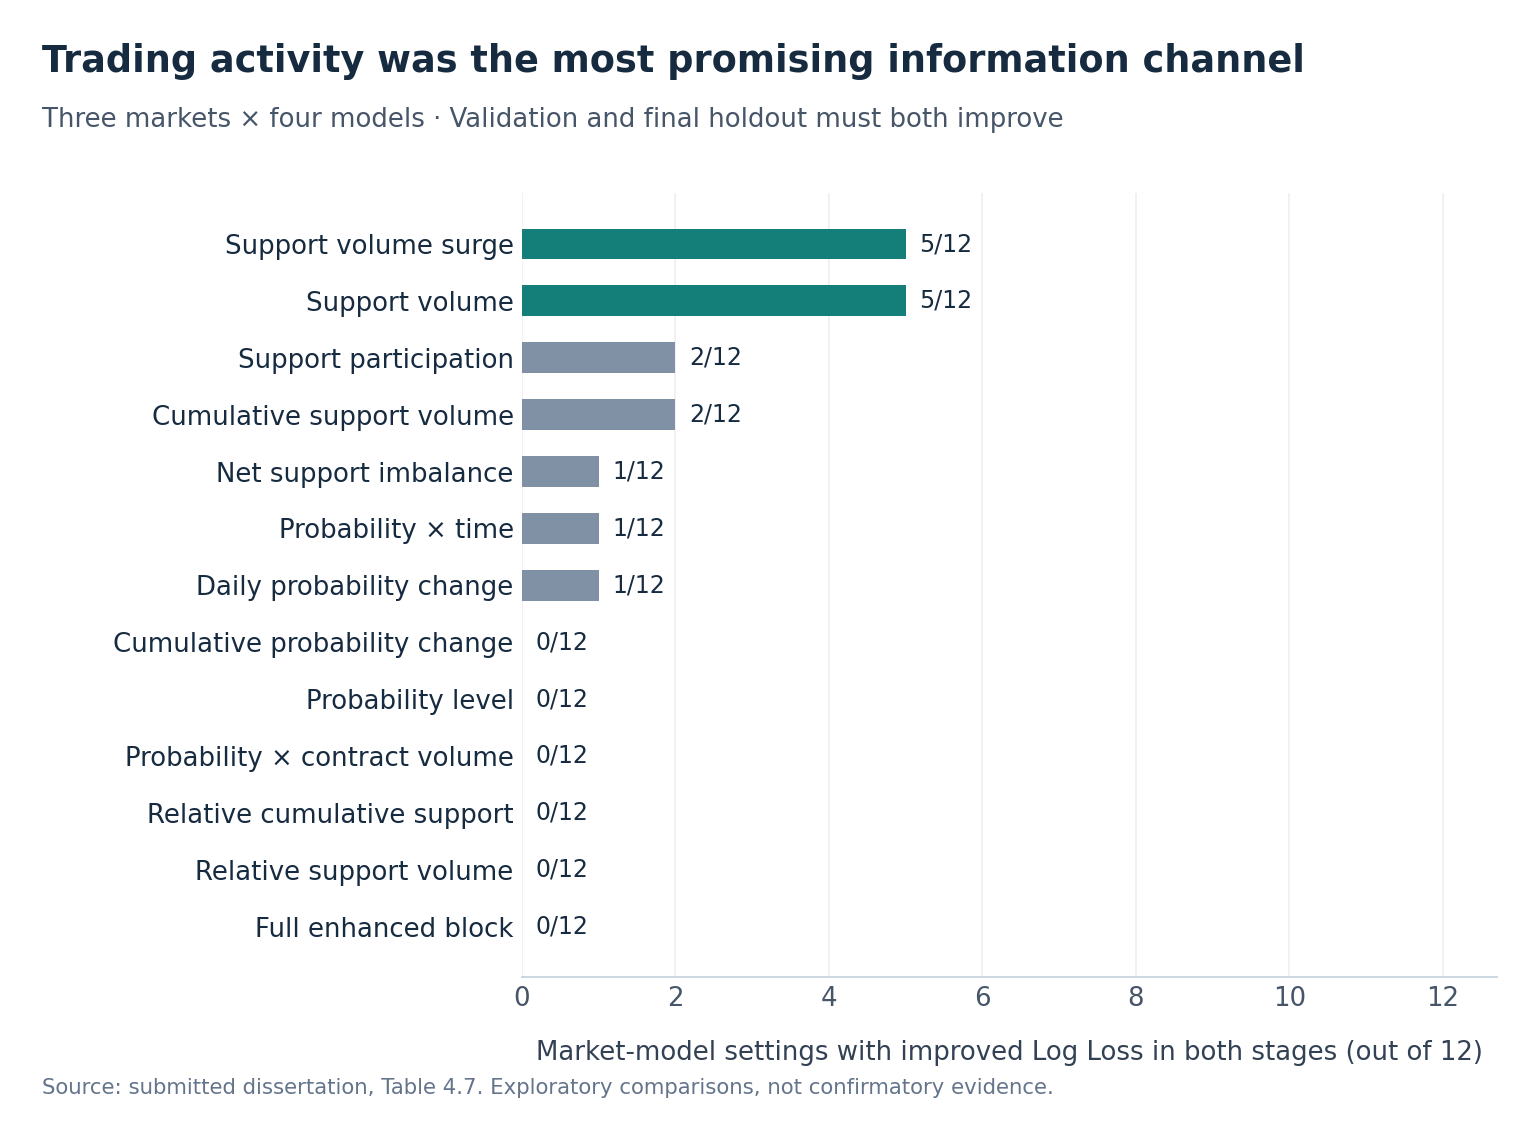 Trading activity was the most promising information channel
Three markets × four models · Validation and final holdout must both improve
Support volume surge 5/12
Support volume 5/12
Support participation 2/12
Cumulative support volume 2/12
Net support imbalance 1/12
Probability × time 1/12
Daily probability change 1/12
Cumulative probability change 0/12
Probability level 0/12
Probability × contract volume 0/12
Relative cumulative support 0/12
Relative support volume 0/12
Full enhanced block 0/12
0 2 4 6 8 10 12
Market-model settings with improved Log Loss in both stages (out of 12)
Source: submitted dissertation, Table 4.7. Exploratory comparisons, not confirmatory evidence.